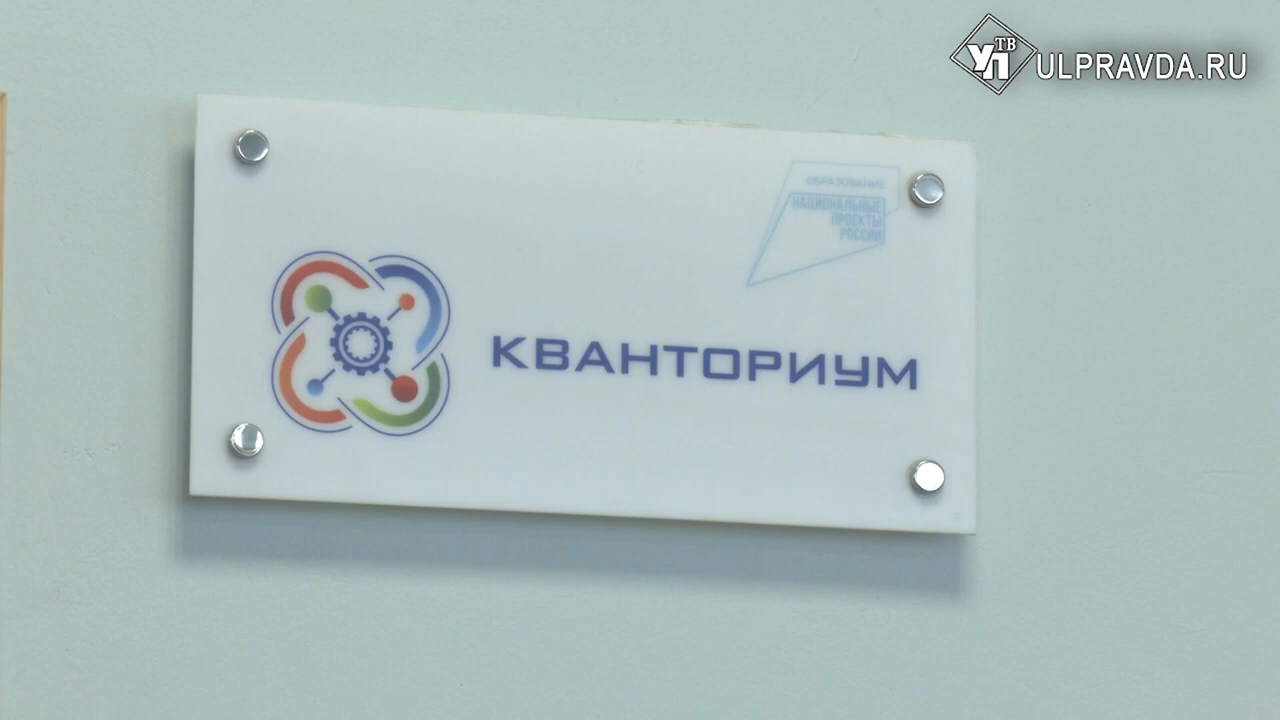 УП ТВ
ULPRAVDA.RU
ОБРАЗОВАНИЕ
НАЦИОНАЛЬНЫЕ
ПРОЕКТЫ
РОССИИ
КВАНТОРИУМ